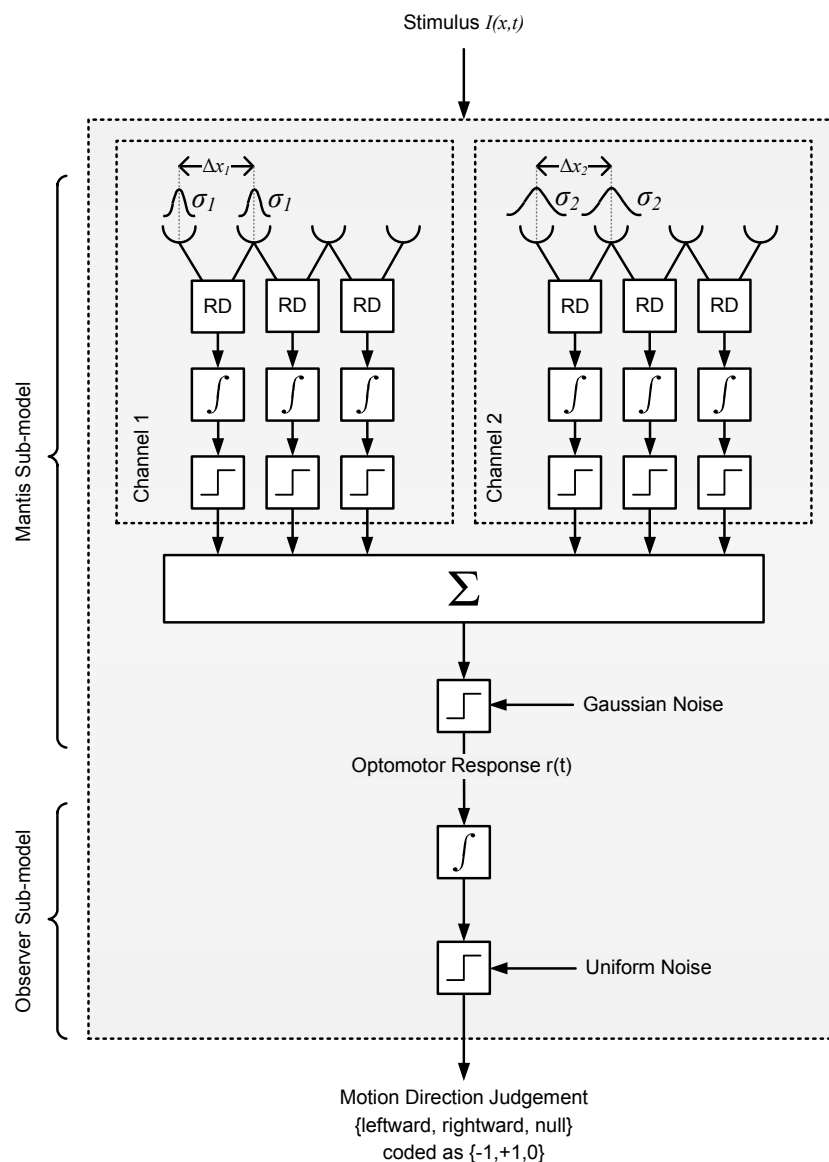 Stimulus I(x,t)
Δx1
Δx2
σ1
σ1
σ2
σ2
RD
RD
RD
RD
RD
RD
∫
∫
∫
∫
∫
∫
Channel 1
Channel 2
Mantis Sub-model
Σ
Gaussian Noise
Optomotor Response r(t)
Observer Sub-model
∫
Uniform Noise
Motion Direction Judgement
{leftward, rightward, null}
coded as {-1,+1,0}